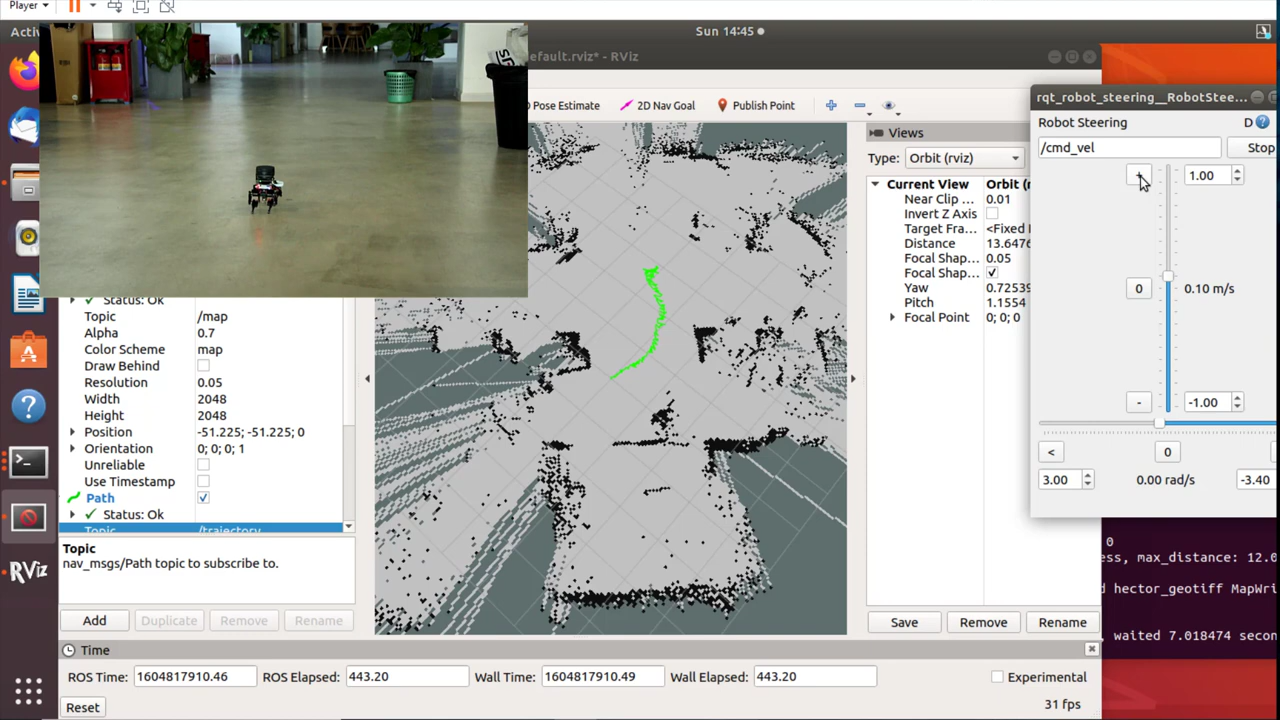 Player
Activ
Sun 14:45
efault.rviz* - RViz
D Pose Estimate
2D Nav Goal
Publish Point
Status: Ok
Topic
/map
Alpha
0.7
Color Scheme
map
Draw Behind
Resolution
0.05
Width
2048
Height
2048
Position
-51.225; -51.225; 0
Orientation
0; 0; 0; 1
Unreliable
Use Timestamp
Path
Status: Ok
Topic
/trajectory
Topic
nav_msgs/Path topic to subscribe to.
Add
Duplicate
Remove
Rename
Views
Type:
Orbit (rviz)
Current View
Orbit (r
Near Clip ...
0.01
Invert Z Axis
Target Fra...
<Fixed
Distance
13.6476
Focal Shap...
0.05
Focal Shap...
Yaw
0.72539
Pitch
1.1554
Focal Point
0; 0; 0
Save
Remove
Rename
rqt_robot_steering__RobotStee...
Robot Steering
D
/cmd_vel
Stop
+
1.00
0
0.10 m/s
-
-1.00
<
0
3.00
0.00 rad/s
-3.40
0
ess, max_distance: 12.0
d hector_geotiff MapWri
, waited 7.018474 secon
RViz
Time
ROS Time:
1604817910.46
ROS Elapsed:
443.20
Wall Time:
1604817910.49
Wall Elapsed:
443.20
Experimental
Reset
31 fps